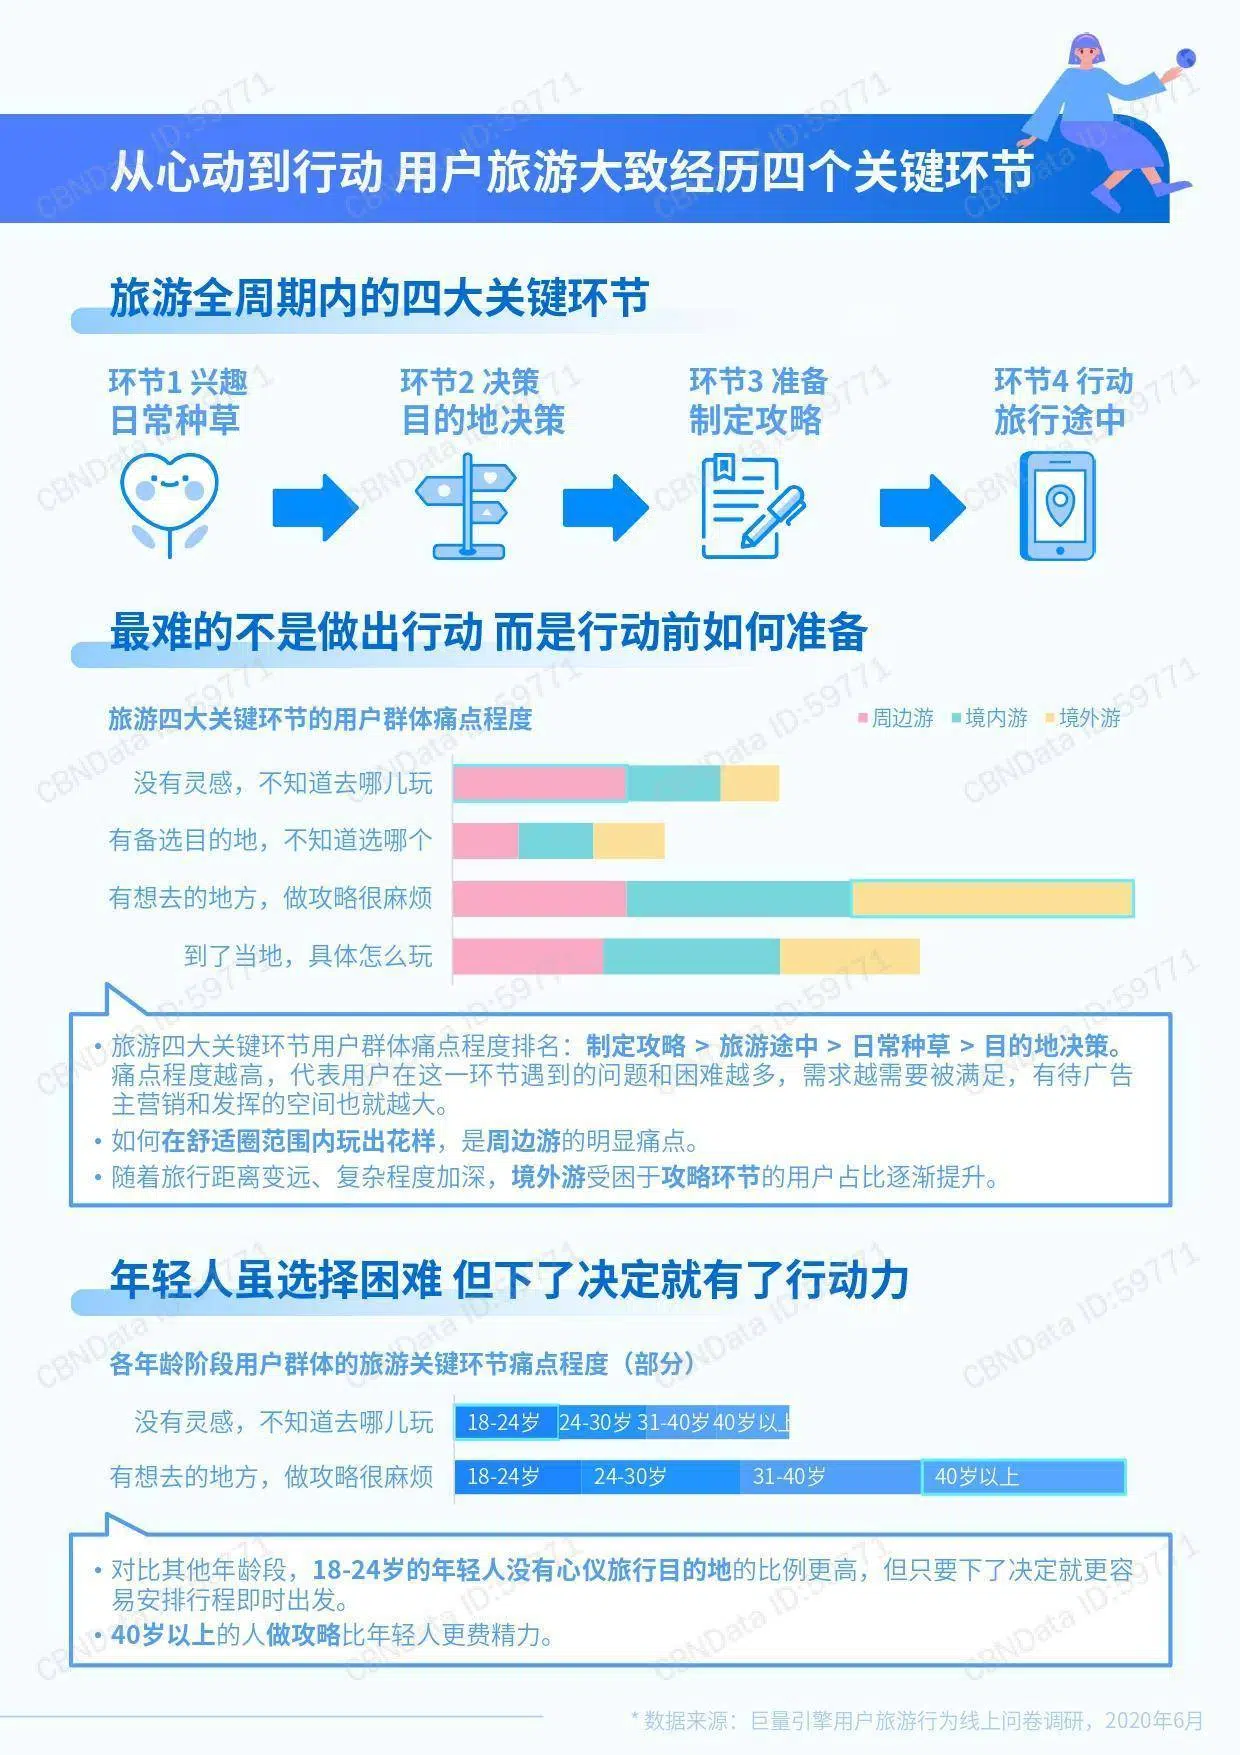 从心动到行动 用户旅游大致经历四个关键环节
旅游全周期内的四大关键环节
环节1 兴趣
日常种草
环节2 决策
目的地决策
环节3 准备
制定攻略
环节4 行动
旅行途中
最难的不是做出行动 而是行动前如何准备
旅游四大关键环节的用户群体痛点程度
周边游 境内游 境外游
没有灵感，不知道去哪儿玩
有备选目的地，不知道选哪个
有想去的地方，做攻略很麻烦
到了当地，具体怎么玩
• 旅游四大关键环节用户群体痛点程度排名：制定攻略 > 旅游途中 > 日常种草 > 目的地决策。
痛点程度越高，代表用户在这一环节遇到的问题和困难越多，需求越需要被满足，有待广告
主营销和发挥的空间也就越大。
• 如何在舒适圈范围内玩出花样，是周边游的明显痛点。
• 随着旅行距离变远、复杂程度加深，境外游受困于攻略环节的用户占比逐渐提升。
年轻人虽选择困难 但下了决定就有了行动力
各年龄阶段用户群体的旅游关键环节痛点程度（部分）
没有灵感，不知道去哪儿玩 18-24岁 24-30岁 31-40岁 40岁以上
有想去的地方，做攻略很麻烦 18-24岁 24-30岁 31-40岁 40岁以上
• 对比其他年龄段，18-24岁的年轻人没有心仪旅行目的地的比例更高，但只要下了决定就更容
易安排行程即时出发。
• 40岁以上的人做攻略比年轻人更费精力。
* 数据来源：巨量引擎用户旅游行为线上问卷调研，2020年6月
CBNData ID:59771